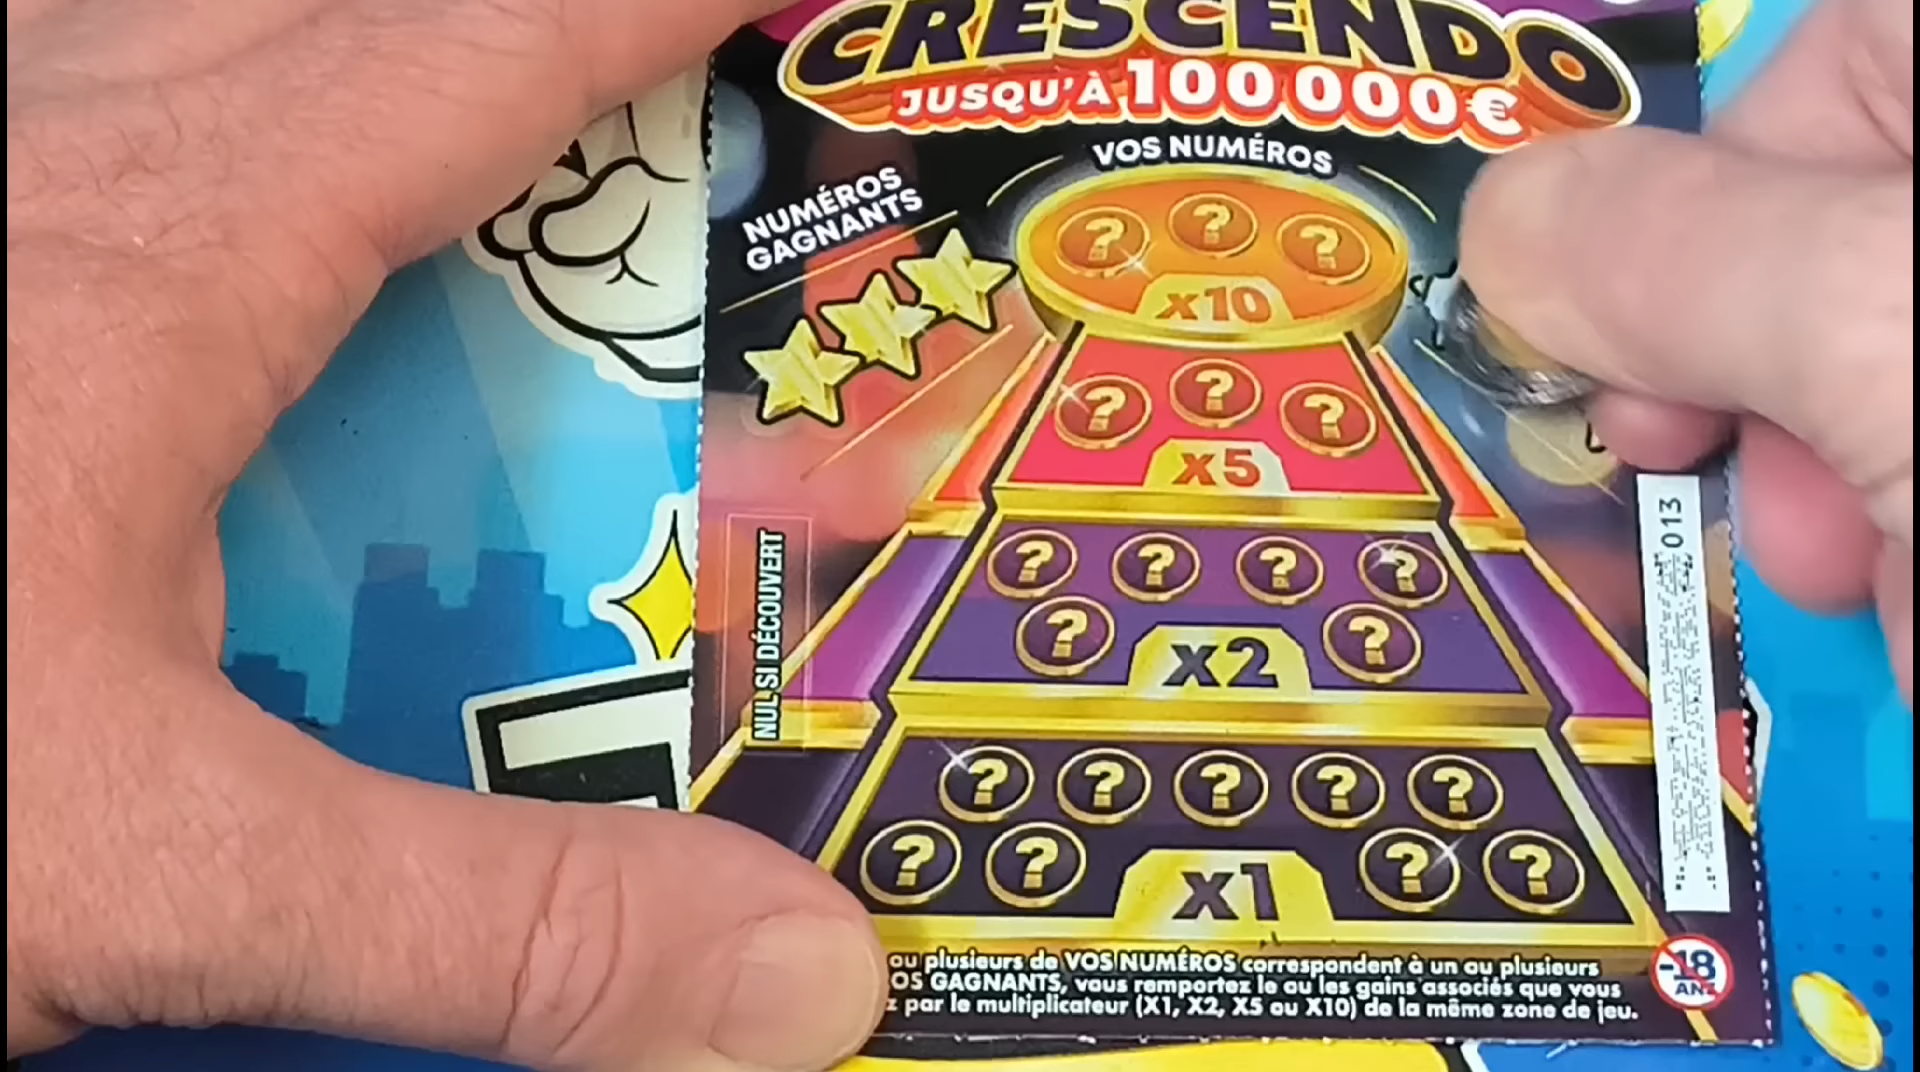 CRESCENDO
JUSQU'À 100 000 €
VOS NUMÉROS
NUMÉROS
GAGNANTS
? ? ?
X10
? ? ?
X5
? ? ? ?
? ?
X2
NUL SI DÉCOUVERT
013
? ? ? ? ?
? ? ? ?
X1
ou plusieurs de VOS NUMÉROS correspondent à un ou plusieurs
OS GAGNANTS, vous remportez le ou les gains associés que vous
z par le multiplicateur (X1, X2, X5 ou X10) de la même zone de jeu.
-18
ANS